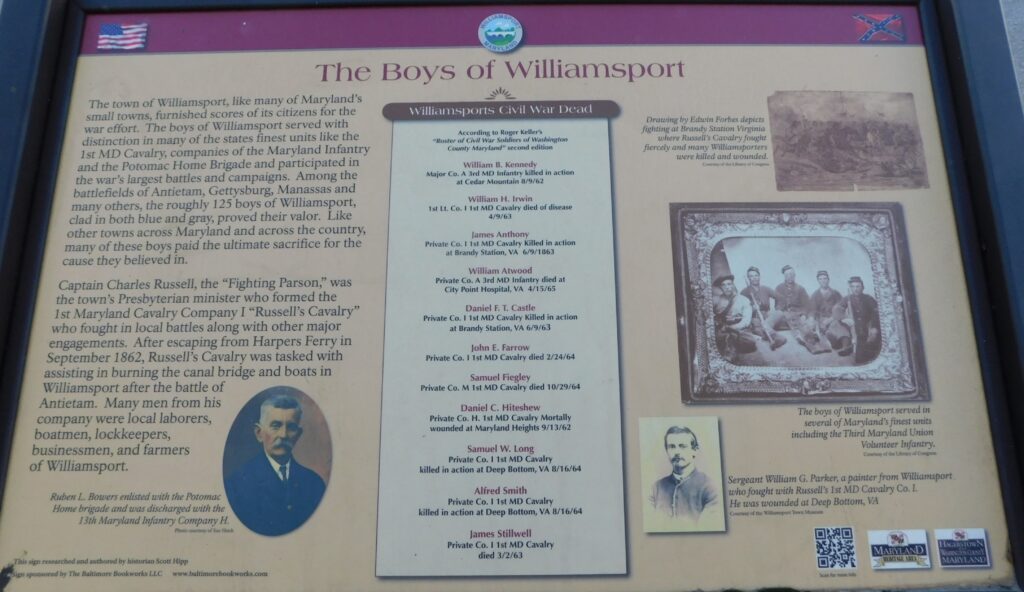 WILLIAMSPORT
MARYLAND
The Boys of Williamsport
The town of Williamsport, like many of Maryland's
small towns, furnished scores of its citizens for the
war effort. The boys of Williamsport served with
distinction in many of the states finest units like the
1st MD Cavalry, companies of the Maryland Infantry
and the Potomac Home Brigade and participated in
the war's largest battles and campaigns. Among the
battlefields of Antietam, Gettysburg, Manassas and
many others, the roughly 125 boys of Williamsport,
clad in both blue and gray, proved their valor. Like
other towns across Maryland and across the country,
many of these boys paid the ultimate sacrifice for the
cause they believed in.
Captain Charles Russell, the "Fighting Parson," was
the town's Presbyterian minister who formed the
1st Maryland Cavalry Company I "Russell's Cavalry"
who fought in local battles along with other major
engagements. After escaping from Harpers Ferry in
September 1862, Russell's Cavalry was tasked with
assisting in burning the canal bridge and boats in
Williamsport after the battle of
Antietam. Many men from his
company were local laborers,
boatmen, lockkeepers,
businessmen, and farmers
of Williamsport.
Ruben L. Bowers enlisted with the Potomac
Home brigade and was discharged with the
13th Maryland Infantry Company H.
Photo courtesy of
This sign researched and authored by historian Scott Hipp
sign sponsored by The Baltimore Bookworks LLC www.baltimorebookworks.com
Williamsports Civil War Dead
According to Roger Keller's
"Roster of Civil War Soldiers of Washington
County Maryland" second edition
William B. Kennedy
Major Co. A 3rd MD Infantry killed in action
at Cedar Mountain 8/9/62
William H. Irwin
1st Lt. Co. I 1st MD Cavalry died of disease
4/9/63
James Anthony
Private Co. I 1st MD Cavalry Killed in action
at Brandy Station, VA 6/9/1863
William Atwood
Private Co. A 3rd MD Infantry died at
City Point Hospital, VA 4/15/65
Daniel F. T. Castle
Private Co. I 1st MD Cavalry Killed in action
at Brandy Station, VA 6/9/63
John E. Farrow
Private Co. I 1st MD Cavalry died 2/24/64
Samuel Fiegley
Private Co. M 1st MD Cavalry died 10/29/64
Daniel C. Hiteshew
Private Co. H. 1st MD Cavalry Mortally
wounded at Maryland Heights 9/13/62
Samuel W. Long
Private Co. I 1st MD Cavalry
killed in action at Deep Bottom, VA 8/16/64
Alfred Smith
Private Co. I 1st MD Cavalry
killed in action at Deep Bottom, VA 8/16/64
James Stillwell
Private Co. I 1st MD Cavalry
died 3/2/63
Drawing by Edwin Forbes depicts
fighting at Brandy Station Virginia
where Russell's Cavalry fought
fiercely and many Williamsporters
were killed and wounded.
Courtesy of the Library of Congress
The boys of Williamsport served in
several of Maryland's finest units
including the Third Maryland Union
Volunteer Infantry.
Courtesy of the Library of Congress
Sergeant William G. Parker, a painter from Williamsport
who fought with Russell's 1st MD Cavalry Co. I.
He was wounded at Deep Bottom, VA
Courtesy of the Williamsport Town Museum
Scan for more info
MARYLAND
HERITAGE AREA
HAGERSTOWN
WASHINGTON COUNTY
MARYLAND